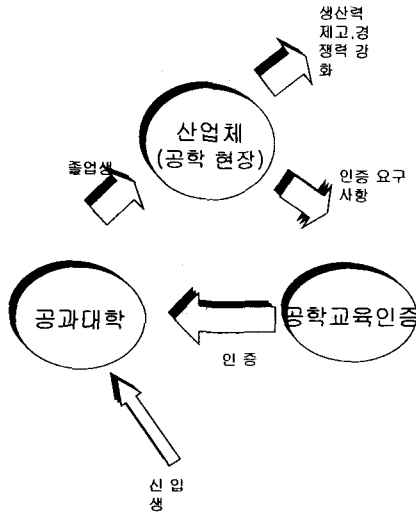 생산력
제고,경
쟁력 강
화
산업체
(공학 현장)
졸업생
인증 요구
사항
공과대학
공학교육인증
인 증
신 입
생